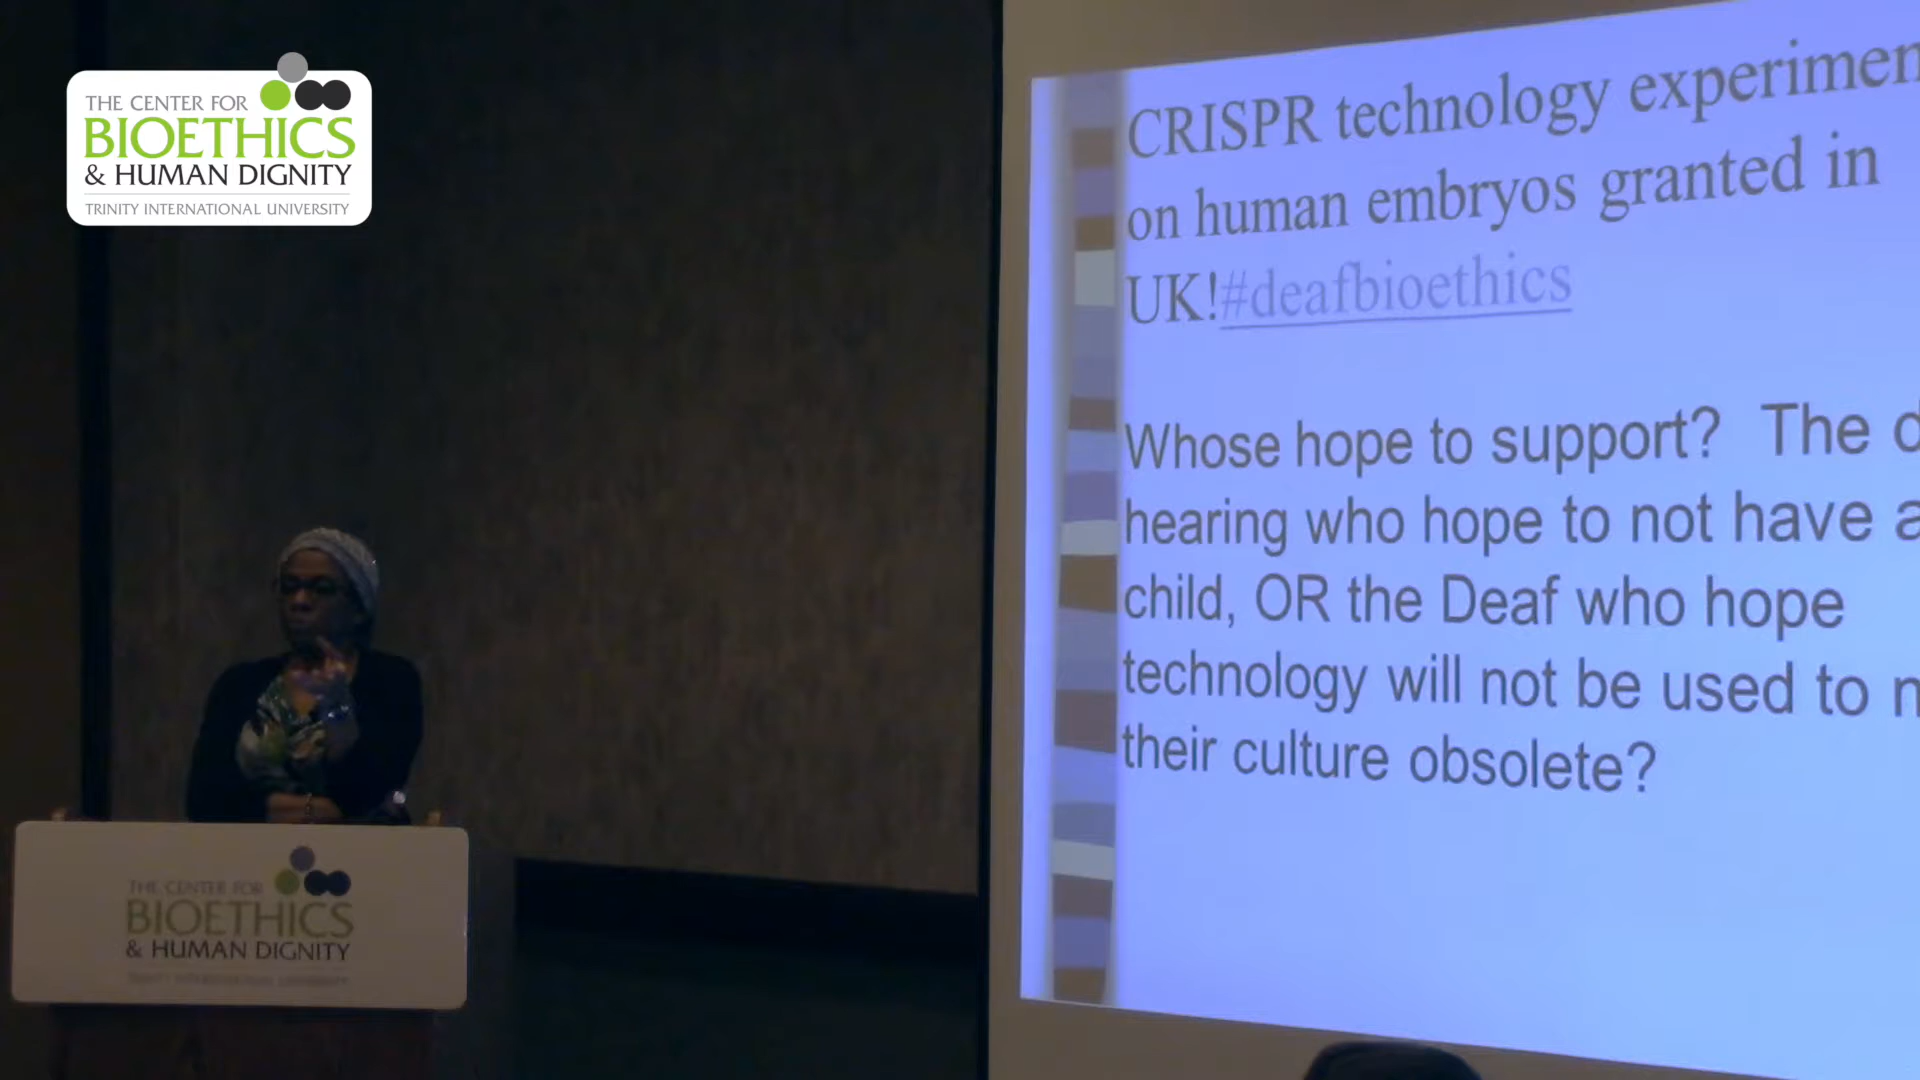 THE CENTER FOR
BIOETHICS
& HUMAN DIGNITY
TRINITY INTERNATIONAL UNIVERSITY
CRISPR technology experimen
on human embryos granted in
UK!#deafbioethics
Whose hope to support? The d
hearing who hope to not have a
child, OR the Deaf who hope
technology will not be used to
their culture obsolete?
THE CENTER FOR
BIOETHICS
& HUMAN DIGNITY